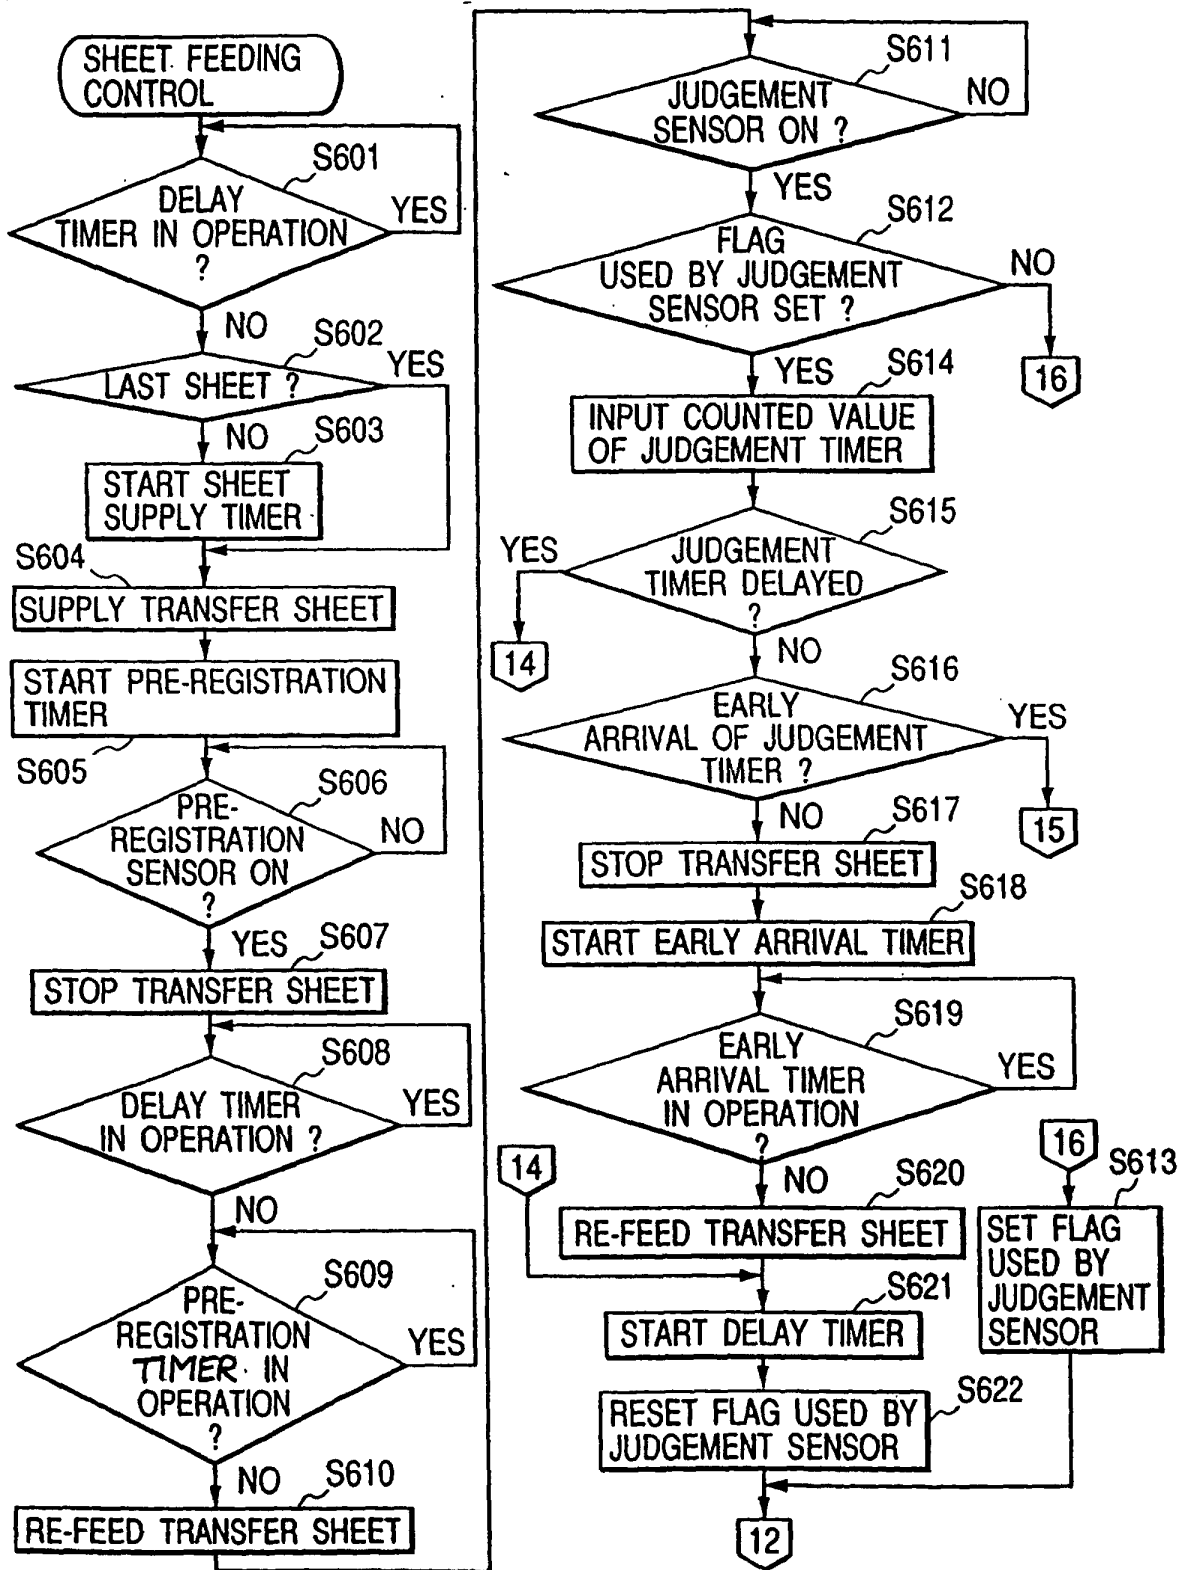 SHEET FEEDING
CONTROL
S601
DELAY
TIMER IN OPERATION
?
YES
NO
S602
LAST SHEET ?
YES
NO
S603
START SHEET
SUPPLY TIMER
S604
SUPPLY TRANSFER SHEET
START PRE-REGISTRATION
TIMER
S605
S606
PRE-
REGISTRATION
SENSOR ON
?
NO
YES
S607
STOP TRANSFER SHEET
S608
DELAY TIMER
IN OPERATION ?
YES
NO
S609
PRE-
REGISTRATION
TIMER IN
OPERATION
?
YES
NO
S610
RE-FEED TRANSFER SHEET
S611
JUDGEMENT
SENSOR ON ?
NO
YES
S612
FLAG
USED BY JUDGEMENT
SENSOR SET ?
NO
16
YES
S614
INPUT COUNTED VALUE
OF JUDGEMENT TIMER
S615
JUDGEMENT
TIMER DELAYED
?
YES
14
NO
S616
EARLY
ARRIVAL OF JUDGEMENT
TIMER ?
YES
15
NO
S617
STOP TRANSFER SHEET
S618
START EARLY ARRIVAL TIMER
S619
EARLY
ARRIVAL TIMER
IN OPERATION
?
YES
NO
14
S620
RE-FEED TRANSFER SHEET
S621
START DELAY TIMER
S622
RESET FLAG USED BY
JUDGEMENT SENSOR
16
S613
SET FLAG
USED BY
JUDGEMENT
SENSOR
12